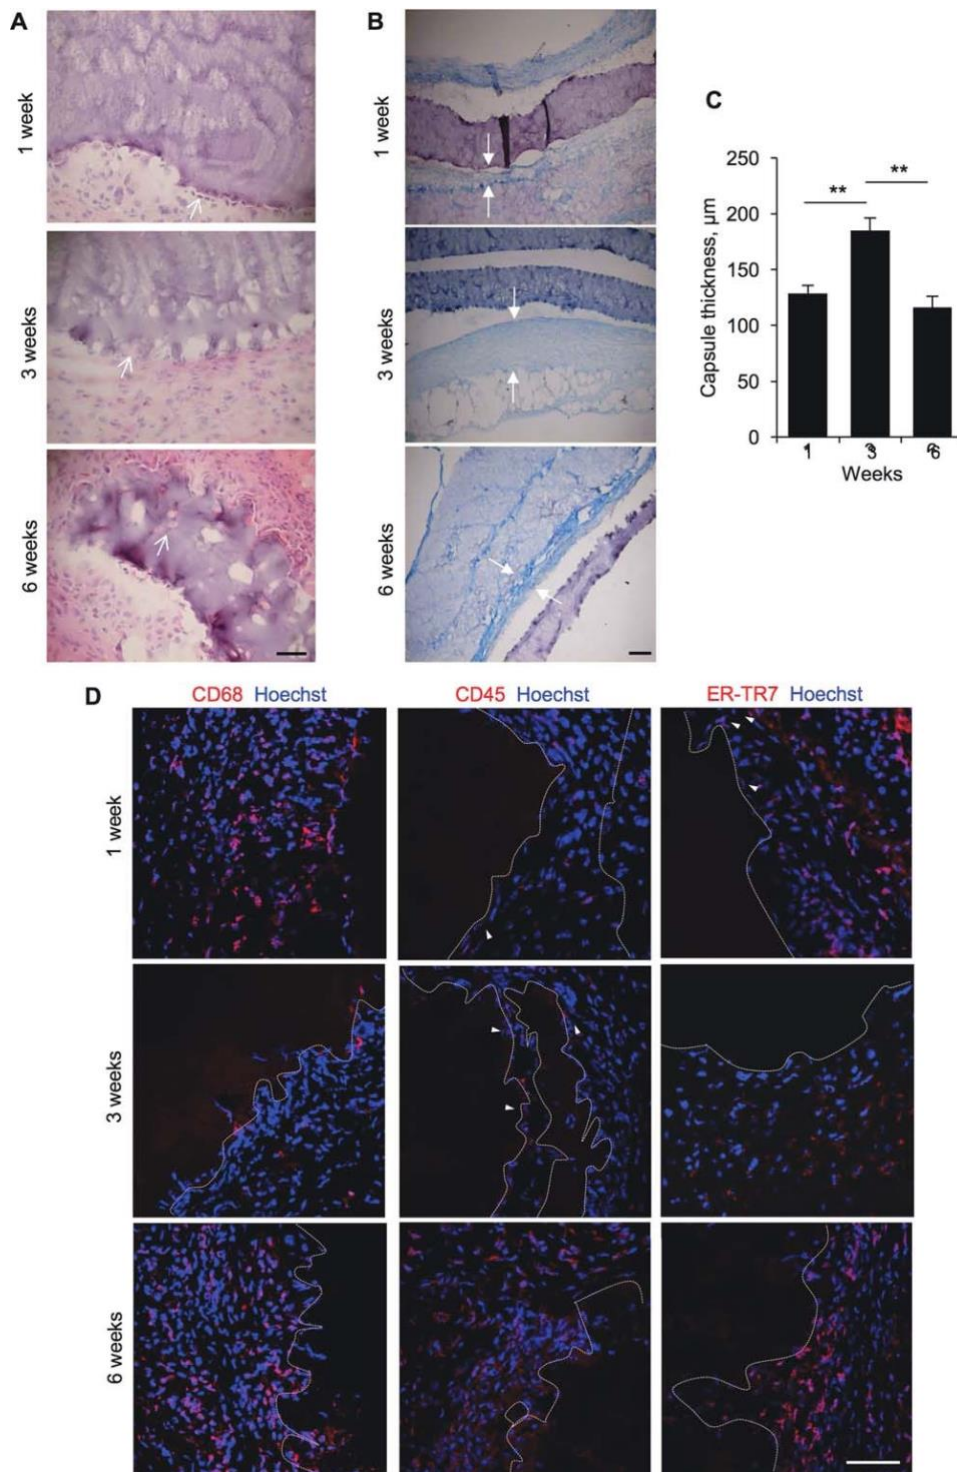 A
1 week
3 weeks
6 weeks
B
1 week
3 weeks
6 weeks
C
Capsule thickness, µm
250
200
150
100
50
0
**
**
1
3
6
Weeks
D
CD68 Hoechst
CD45 Hoechst
ER-TR7 Hoechst
1 week
3 weeks
6 weeks